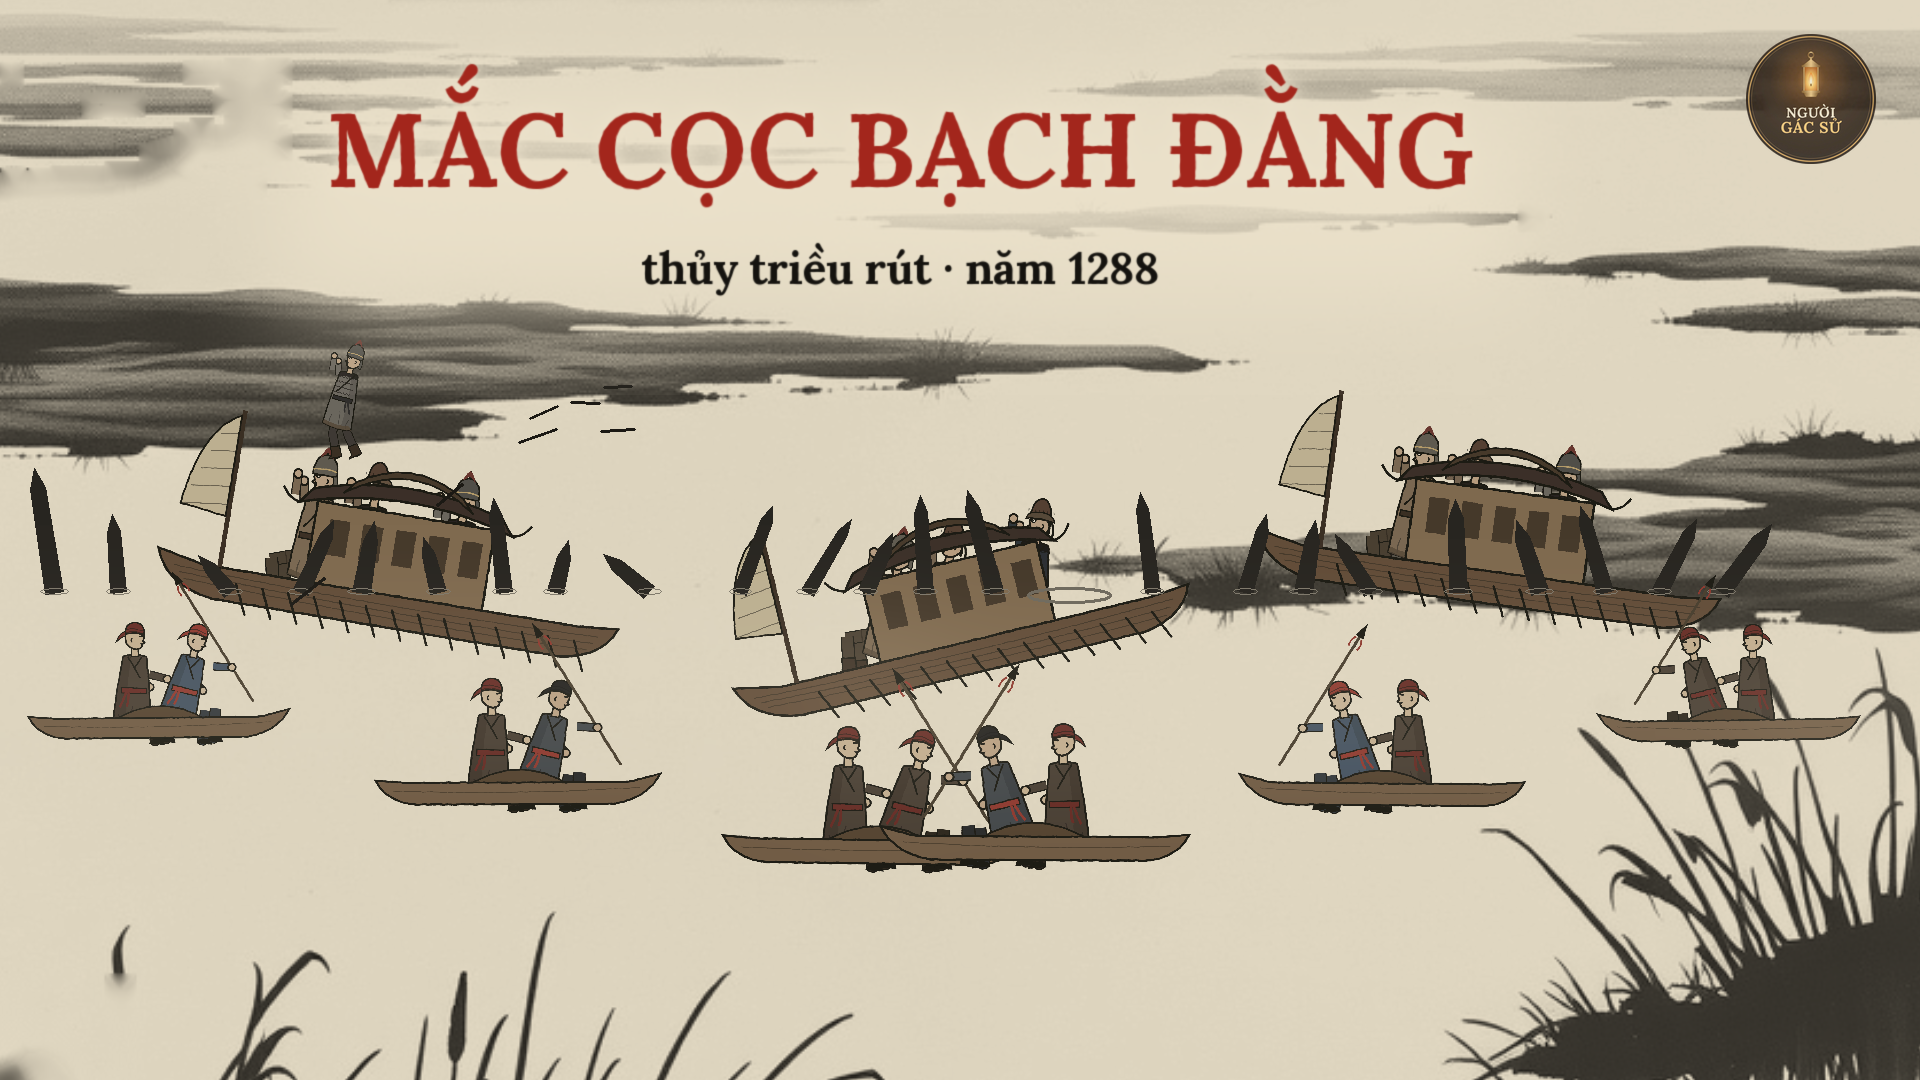 MẮC CỌC BẠCH ĐẰNG
thủy triều rút · năm 1288
NGƯỜI
GÁC SỬ